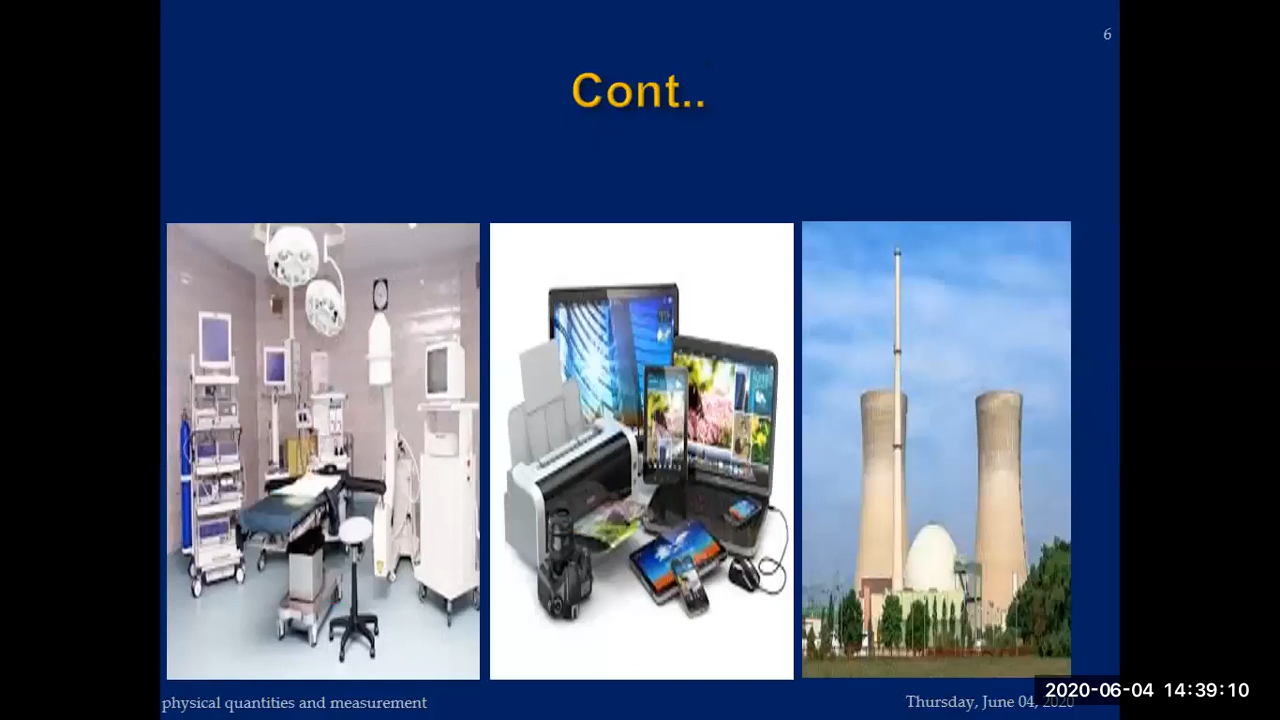 6
Cont..
physical quantities and measurement
Thursday, June 04, 2020
2020-06-04 14:39:10